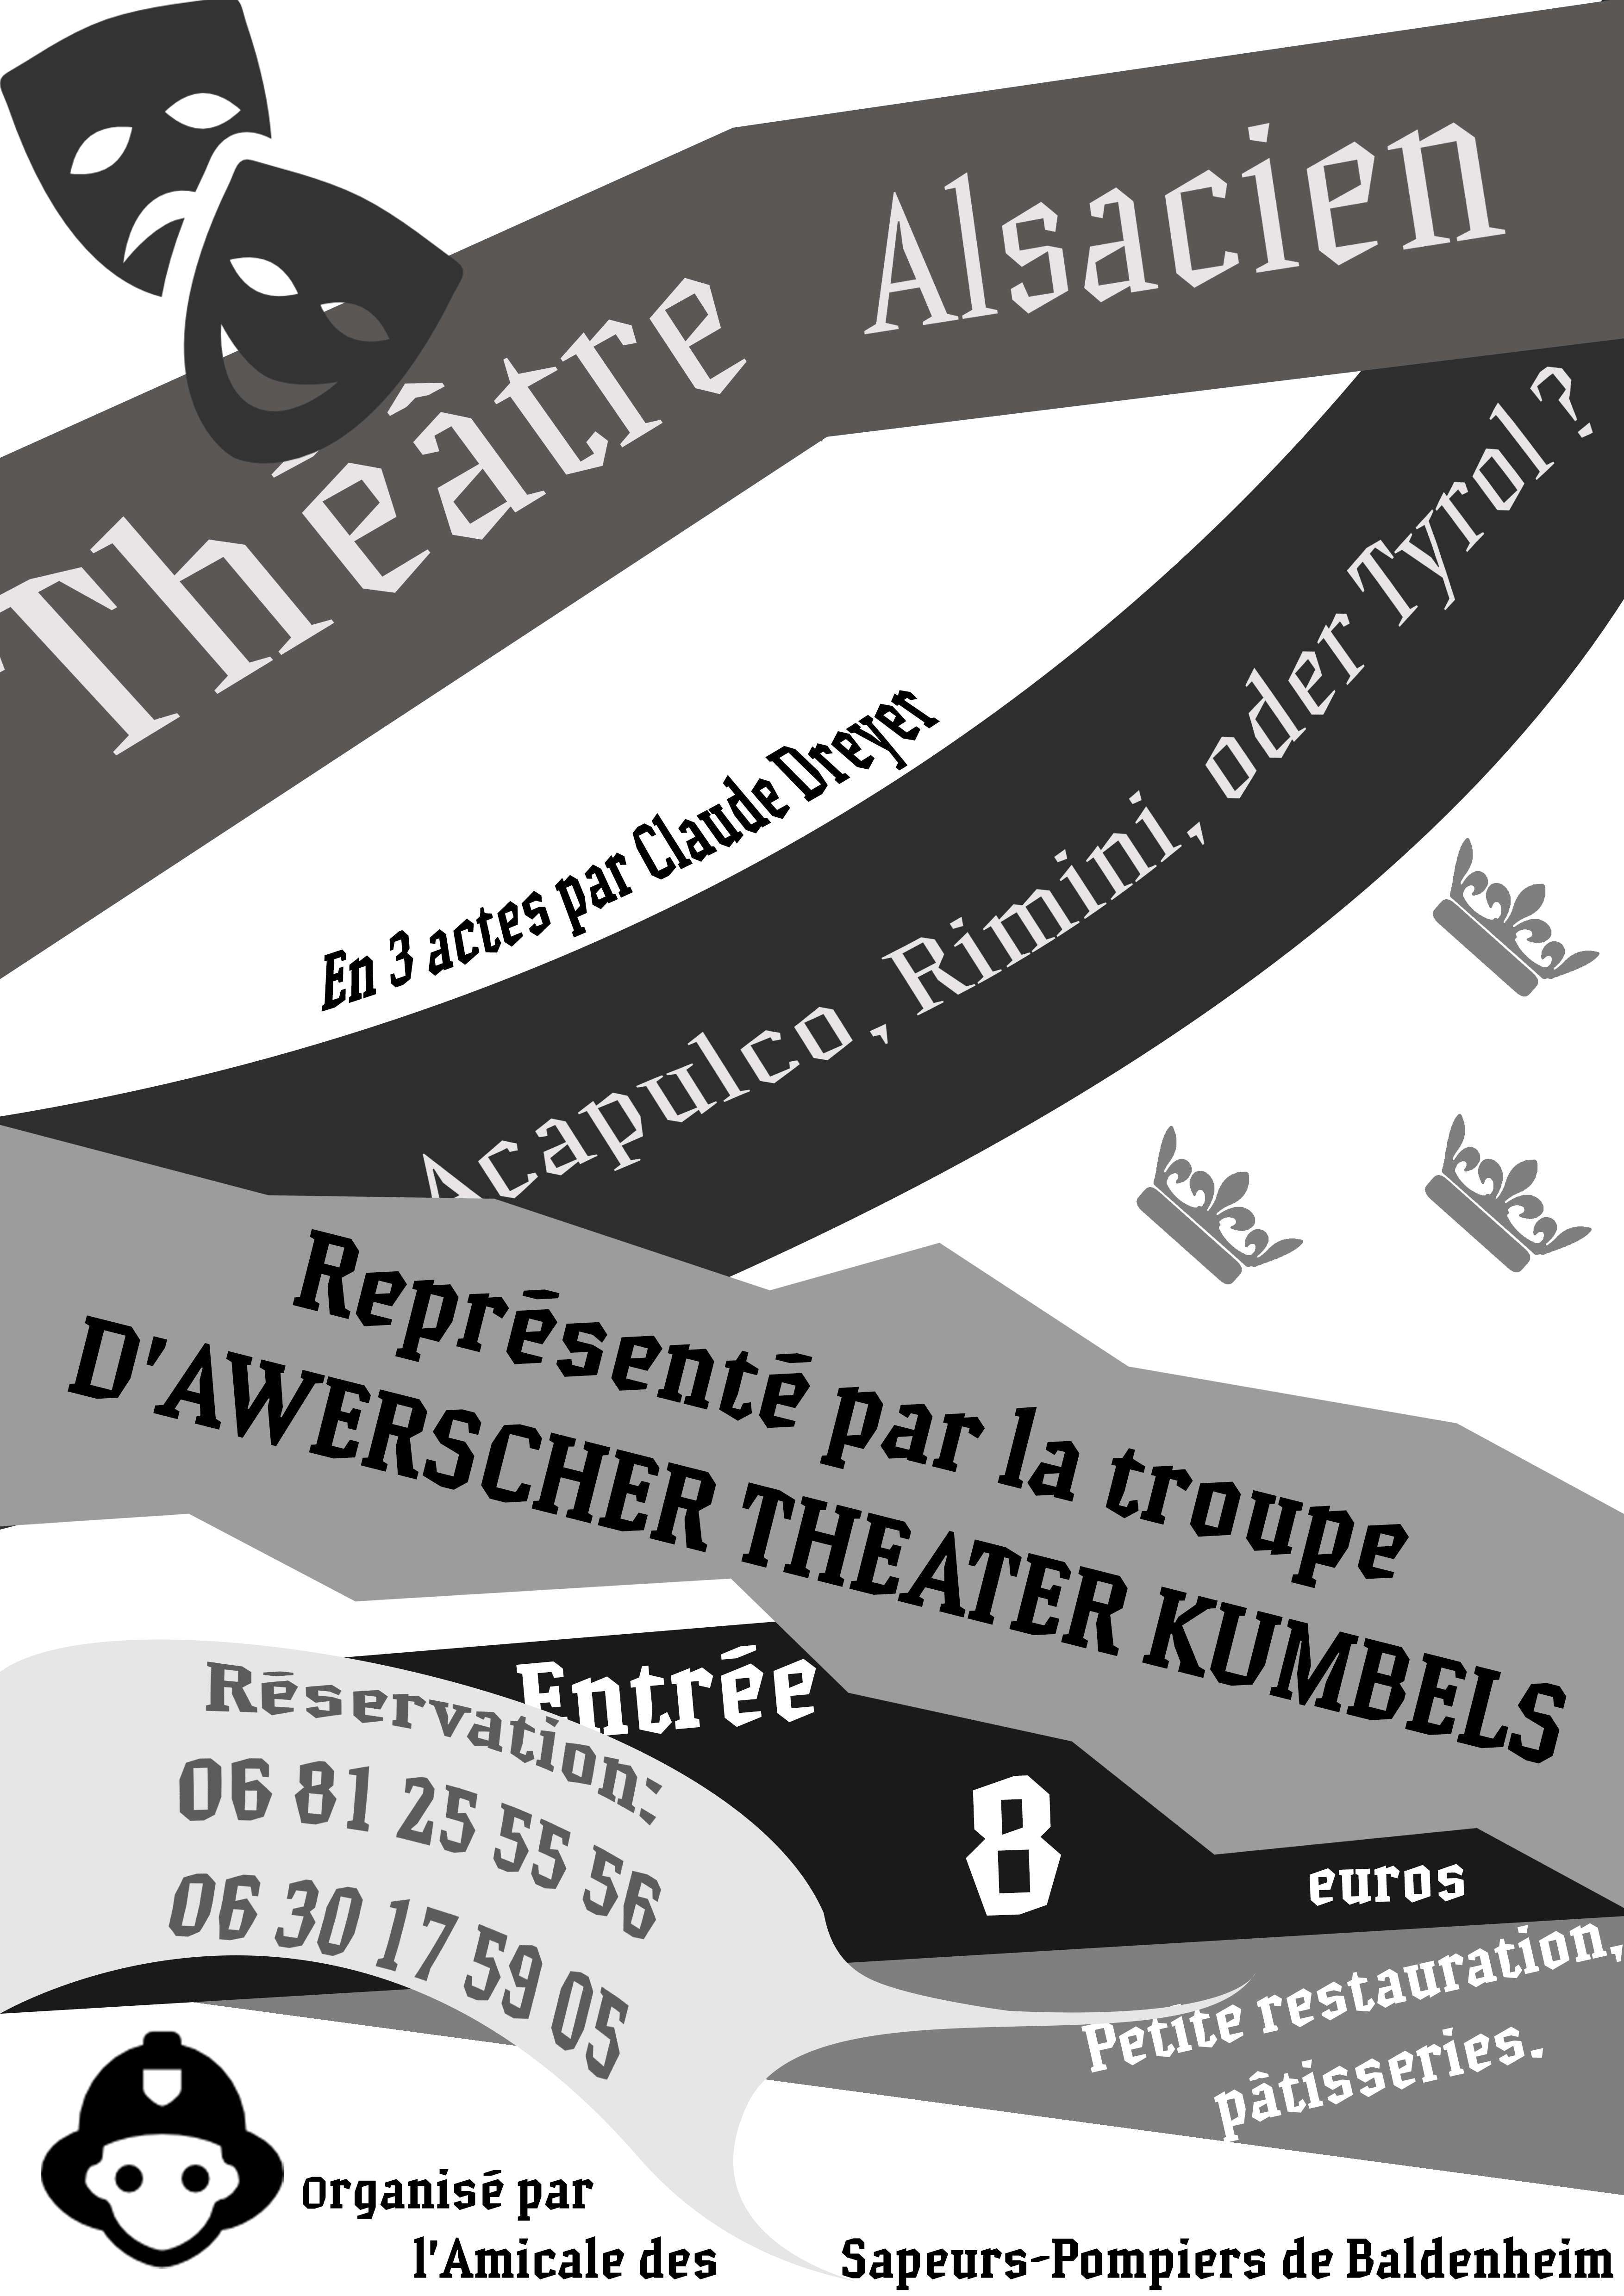 Théâtre Alsacien
En 3 actes par Claude Dreyer
Acapulco, Rimini, oder Tyrol ?
Représenté par la troupe
D'AWERSCHER THEATER KUMBELS
Entrée
8
euros
Réservation:
06 81 25 55 56
06 30 17 59 05
Petite restauration,
pâtisseries.
organisé par
l'Amicale des Sapeurs-Pompiers de Baldenheim